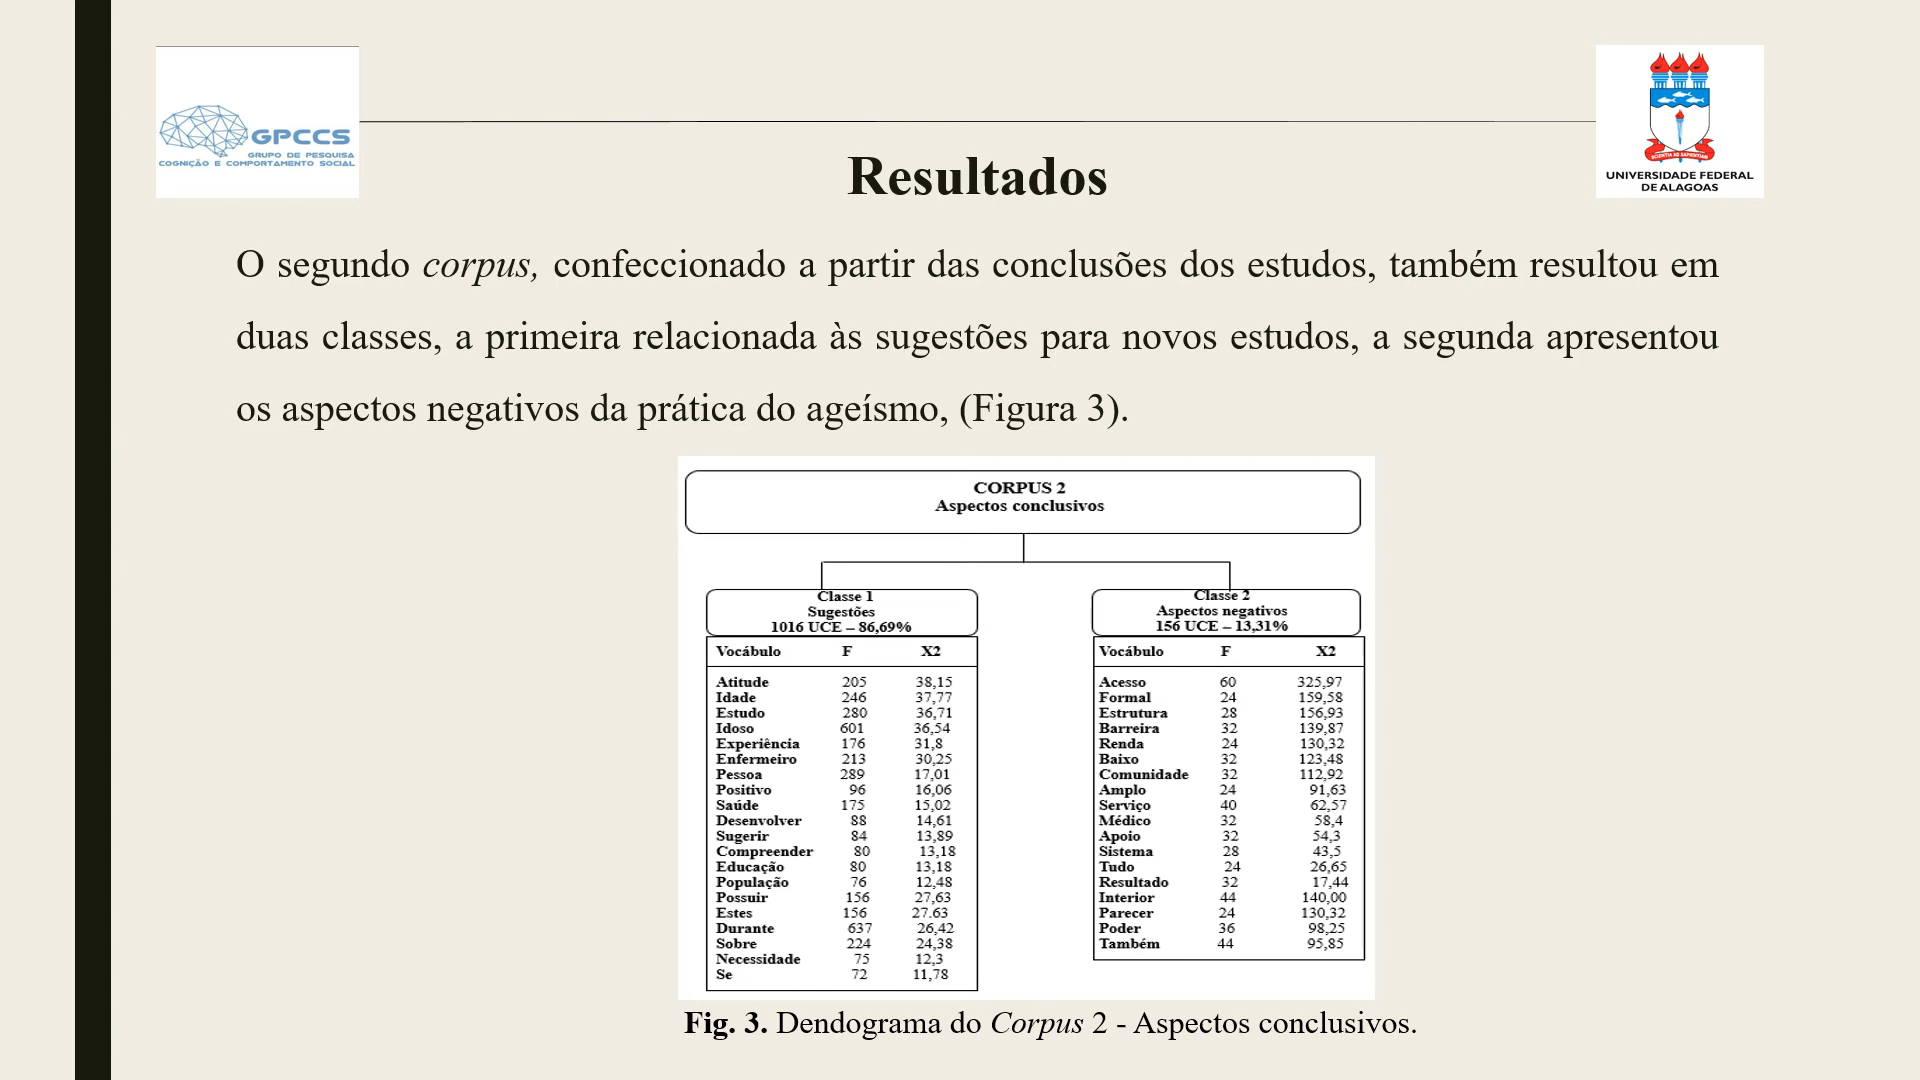 GPCCS
GRUPO DE PESQUISA
COGNIÇÃO E COMPORTAMENTO SOCIAL
SCIENTIA AD SAPIENTIAM
UNIVERSIDADE FEDERAL
DE ALAGOAS
Resultados
O segundo corpus, confeccionado a partir das conclusões dos estudos, também resultou em
duas classes, a primeira relacionada às sugestões para novos estudos, a segunda apresentou
os aspectos negativos da prática do ageísmo, (Figura 3).
CORPUS 2
Aspectos conclusivos
Classe 1
Sugestões
1016 UCE – 86,69%
Vocábulo F X2
Atitude 205 38,15
Idade 246 37,77
Estudo 280 36,71
Idoso 601 36,54
Experiência 176 31,8
Enfermeiro 213 30,25
Pessoa 289 17,01
Positivo 96 16,06
Saúde 175 15,02
Desenvolver 88 14,61
Sugerir 84 13,89
Compreender 80 13,18
Educação 80 13,18
População 76 12,48
Possuir 156 27,63
Estes 156 27.63
Durante 637 26,42
Sobre 224 24,38
Necessidade 75 12,3
Se 72 11,78
Classe 2
Aspectos negativos
156 UCE – 13,31%
Vocábulo F X2
Acesso 60 325,97
Formal 24 159,58
Estrutura 28 156,93
Barreira 32 139,87
Renda 24 130,32
Baixo 32 123,48
Comunidade 32 112,92
Amplo 24 91,63
Serviço 40 62,57
Médico 32 58,4
Apoio 32 54,3
Sistema 28 43,5
Tudo 24 26,65
Resultado 32 17,44
Interior 44 140,00
Parecer 24 130,32
Poder 36 98,25
Também 44 95,85
Fig. 3. Dendograma do Corpus 2 - Aspectos conclusivos.